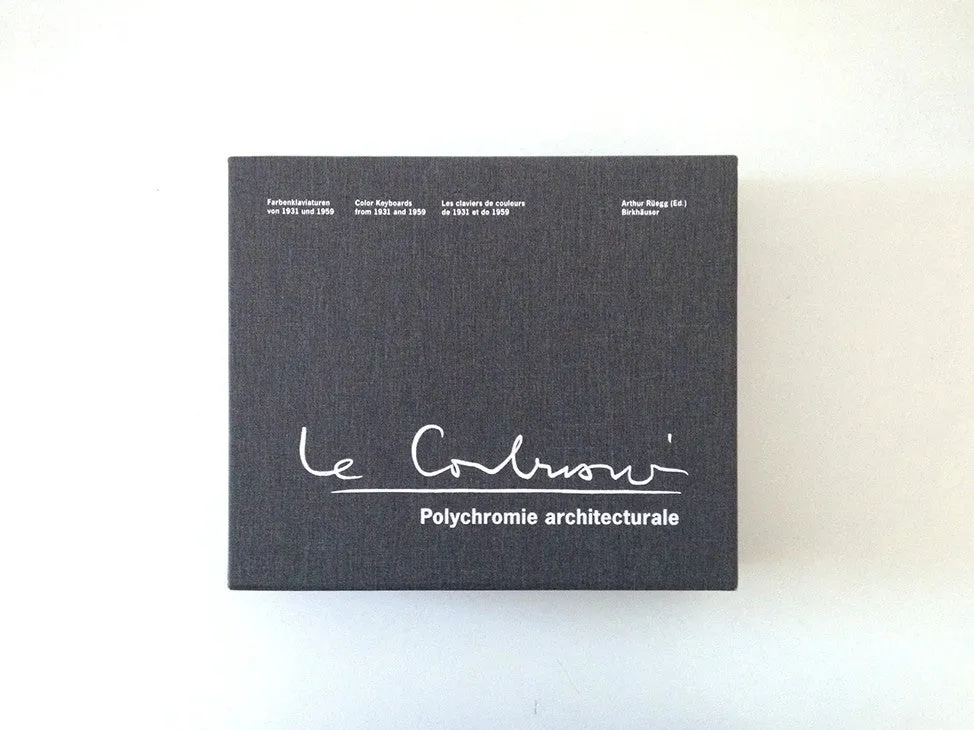 Farbenklaviaturen
von 1931 und 1959
Color Keyboards
from 1931 and 1959
Les claviers de couleurs
de 1931 et de 1959
Arthur Rüegg (Ed.)
Birkhäuser
Le Corbusier
Polychromie architecturale